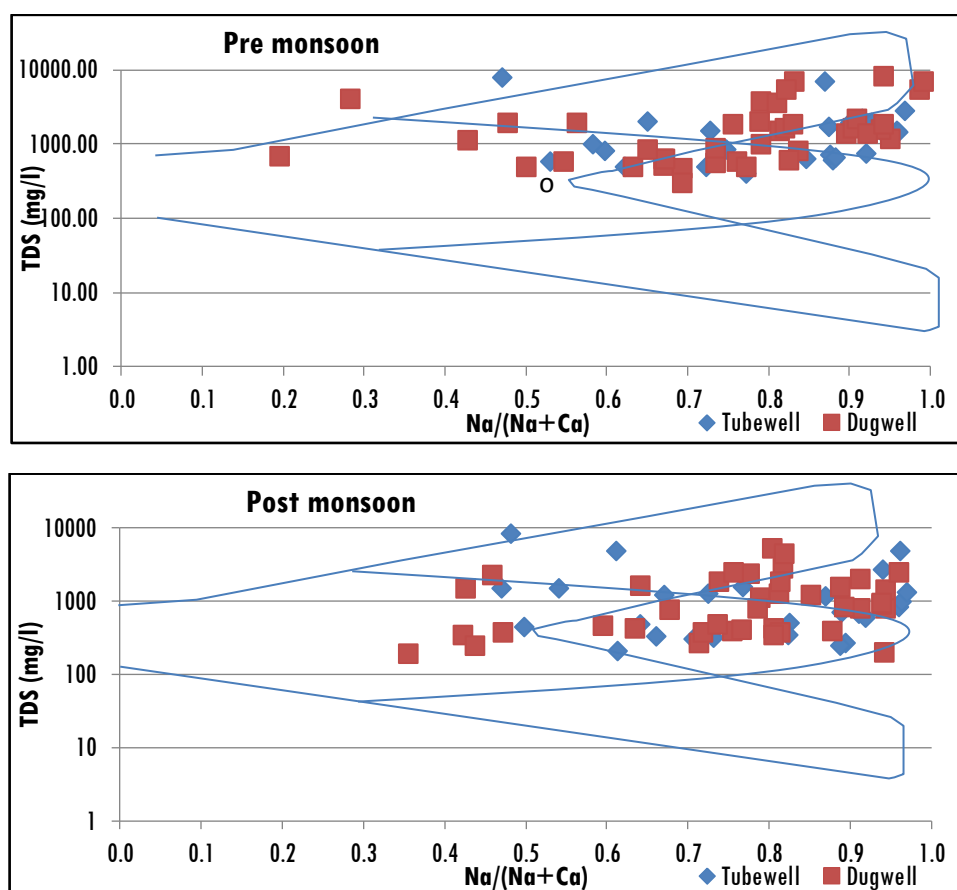 Pre monsoon
10000.00
1000.00
100.00
10.00
1.00
TDS (mg/l)
o
0.0 0.1 0.2 0.3 0.4 0.5 0.6 0.7 0.8 0.9 1.0
Na/(Na+Ca)
Tubewell Dugwell
Post monsoon
10000
1000
100
10
1
TDS (mg/l)
0.0 0.1 0.2 0.3 0.4 0.5 0.6 0.7 0.8 0.9 1.0
Na/(Na+Ca)
Tubewell Dugwell